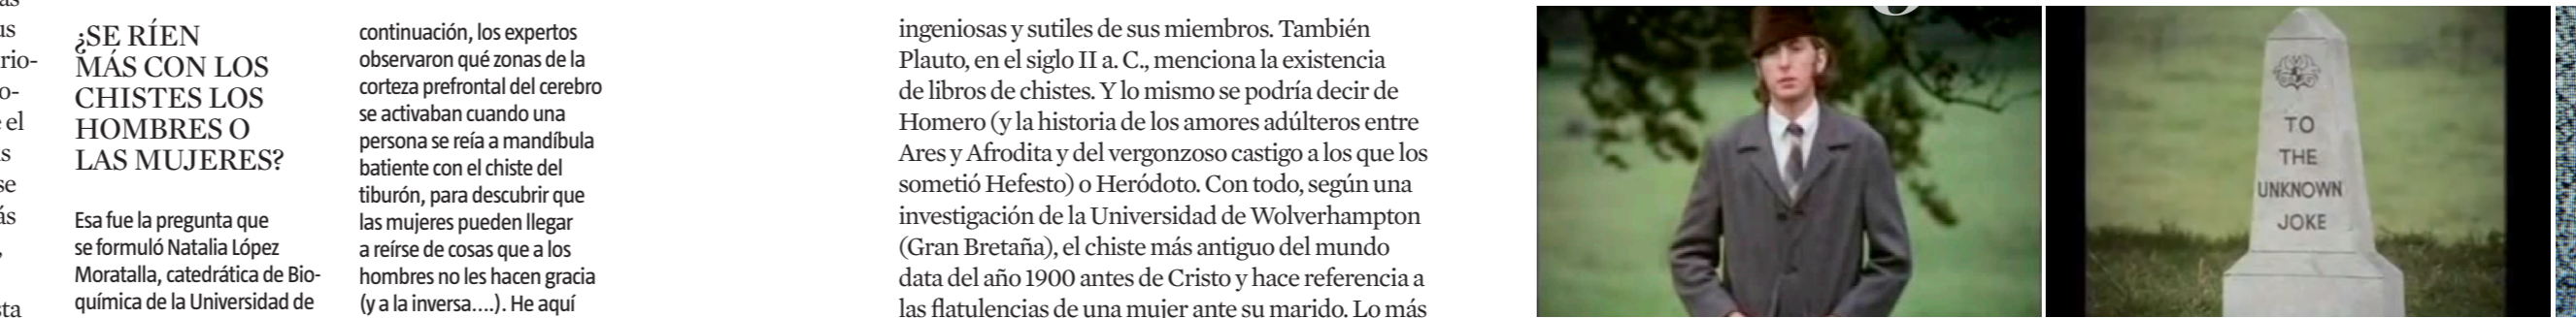 us
rio-
o-
el
s
se
ás
,
sta
¿SE RÍEN
MÁS CON LOS
CHISTES LOS
HOMBRES O
LAS MUJERES?
Esa fue la pregunta que
se formuló Natalia López
Moratalla, catedrática de Bio-
química de la Universidad de
continuación, los expertos
observaron qué zonas de la
corteza prefrontal del cerebro
se activaban cuando una
persona se reía a mandíbula
batiente con el chiste del
tiburón, para descubrir que
las mujeres pueden llegar
a reírse de cosas que a los
hombres no les hacen gracia
(y a la inversa....). He aquí
ingeniosas y sutiles de sus miembros. También
Plauto, en el siglo II a. C., menciona la existencia
de libros de chistes. Y lo mismo se podría decir de
Homero (y la historia de los amores adúlteros entre
Ares y Afrodita y del vergonzoso castigo a los que los
sometió Hefesto) o Heródoto. Con todo, según una
investigación de la Universidad de Wolverhampton
(Gran Bretaña), el chiste más antiguo del mundo
data del año 1900 antes de Cristo y hace referencia a
las flatulencias de una mujer ante su marido. Lo más
TO
THE
UNKNOWN
JOKE